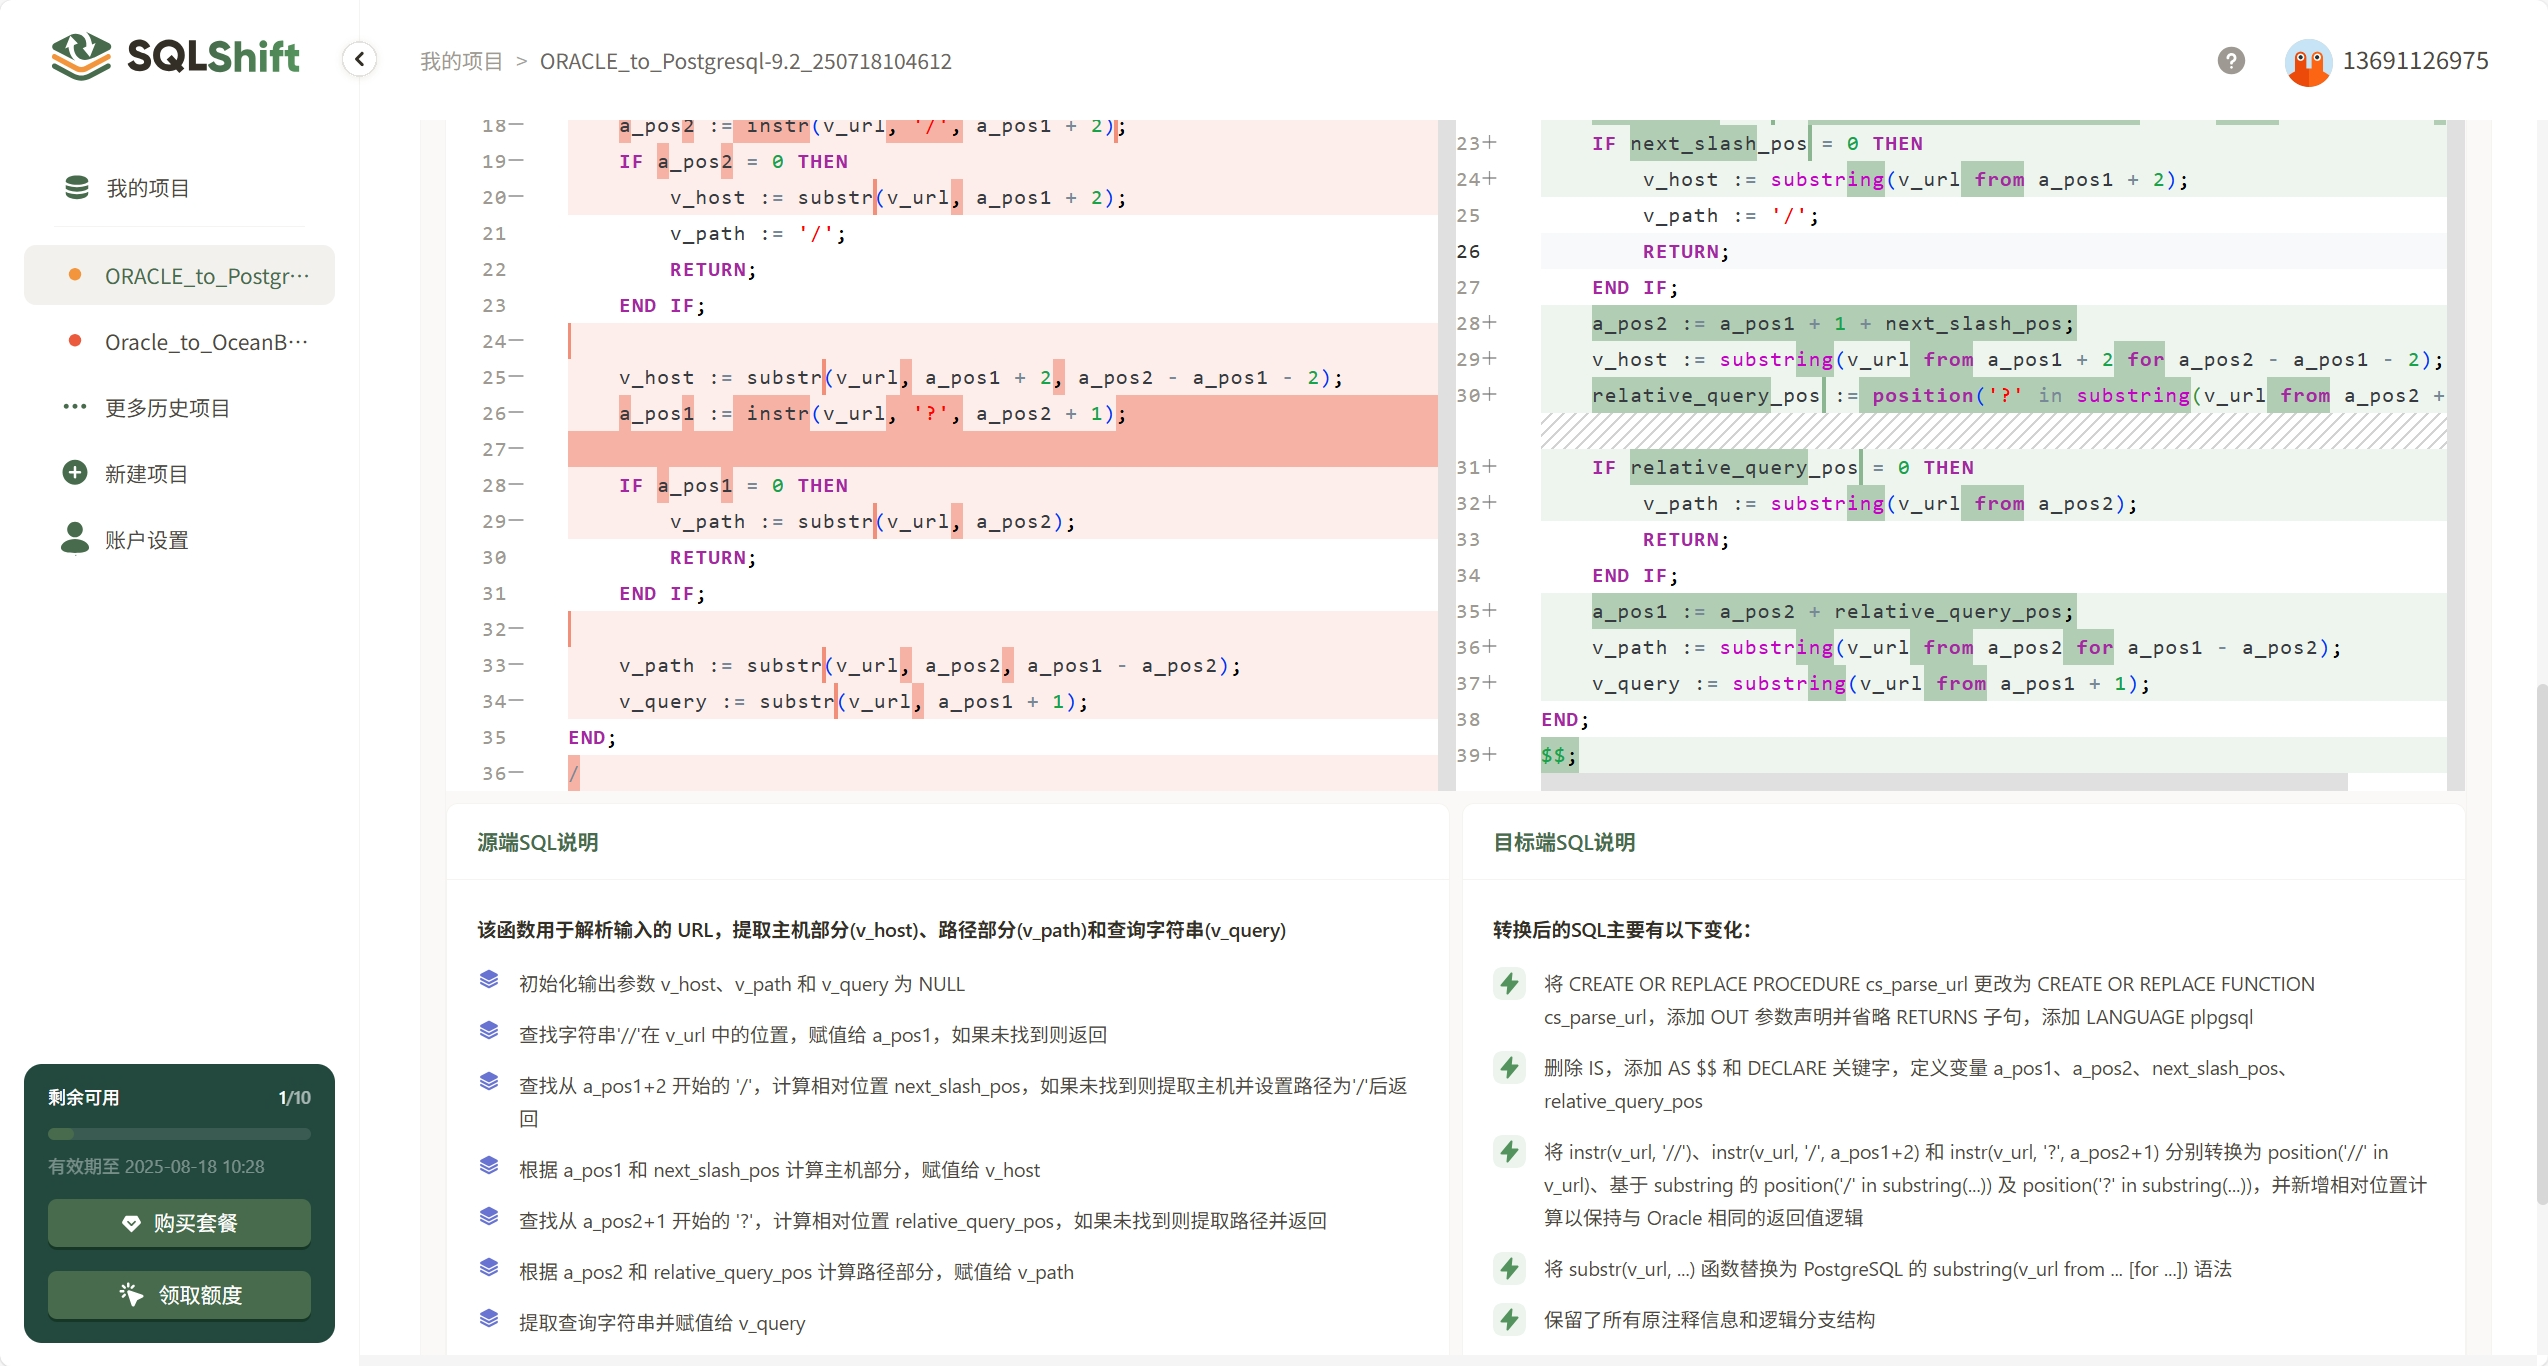 SQLShift
我的项目 > ORACLE_to_Postgresql-9.2_250718104612
? 13691126975
我的项目
ORACLE_to_Postgr···
Oracle_to_OceanB···
更多历史项目
新建项目
账户设置
剩余可用 1/10
有效期至 2025-08-18 10:28
购买套餐
领取额度
18— a_pos2 := instr(v_url, '/', a_pos1 + 2);
19— IF a_pos2 = 0 THEN
20— v_host := substr(v_url, a_pos1 + 2);
21 v_path := '/';
22 RETURN;
23 END IF;
24—
25— v_host := substr(v_url, a_pos1 + 2, a_pos2 - a_pos1 - 2);
26— a_pos1 := instr(v_url, '?', a_pos2 + 1);
27—
28— IF a_pos1 = 0 THEN
29— v_path := substr(v_url, a_pos2);
30 RETURN;
31 END IF;
32—
33— v_path := substr(v_url, a_pos2, a_pos1 - a_pos2);
34— v_query := substr(v_url, a_pos1 + 1);
35 END;
36— /
23+ IF next_slash_pos = 0 THEN
24+ v_host := substring(v_url from a_pos1 + 2);
25 v_path := '/';
26 RETURN;
27 END IF;
28+ a_pos2 := a_pos1 + 1 + next_slash_pos;
29+ v_host := substring(v_url from a_pos1 + 2 for a_pos2 - a_pos1 - 2);
30+ relative_query_pos := position('?' in substring(v_url from a_pos2 +
31+ IF relative_query_pos = 0 THEN
32+ v_path := substring(v_url from a_pos2);
33 RETURN;
34 END IF;
35+ a_pos1 := a_pos2 + relative_query_pos;
36+ v_path := substring(v_url from a_pos2 for a_pos1 - a_pos2);
37+ v_query := substring(v_url from a_pos1 + 1);
38 END;
39+ $$;
源端SQL说明
该函数用于解析输入的 URL，提取主机部分(v_host)、路径部分(v_path)和查询字符串(v_query)
初始化输出参数 v_host、v_path 和 v_query 为 NULL
查找字符串'//'在 v_url 中的位置，赋值给 a_pos1，如果未找到则返回
查找从 a_pos1+2 开始的 '/'，计算相对位置 next_slash_pos，如果未找到则提取主机并设置路径为'/'后返
回
根据 a_pos1 和 next_slash_pos 计算主机部分，赋值给 v_host
查找从 a_pos2+1 开始的 '?'，计算相对位置 relative_query_pos，如果未找到则提取路径并返回
根据 a_pos2 和 relative_query_pos 计算路径部分，赋值给 v_path
提取查询字符串并赋值给 v_query
目标端SQL说明
转换后的SQL主要有以下变化：
将 CREATE OR REPLACE PROCEDURE cs_parse_url 更改为 CREATE OR REPLACE FUNCTION
cs_parse_url，添加 OUT 参数声明并省略 RETURNS 子句，添加 LANGUAGE plpgsql
删除 IS，添加 AS $$ 和 DECLARE 关键字，定义变量 a_pos1、a_pos2、next_slash_pos、
relative_query_pos
将 instr(v_url, '//')、instr(v_url, '/', a_pos1+2) 和 instr(v_url, '?', a_pos2+1) 分别转换为 position('//' in
v_url)、基于 substring 的 position('/' in substring(...)) 及 position('?' in substring(...))，并新增相对位置计
算以保持与 Oracle 相同的返回值逻辑
将 substr(v_url, ...) 函数替换为 PostgreSQL 的 substring(v_url from ... [for ...]) 语法
保留了所有原注释信息和逻辑分支结构